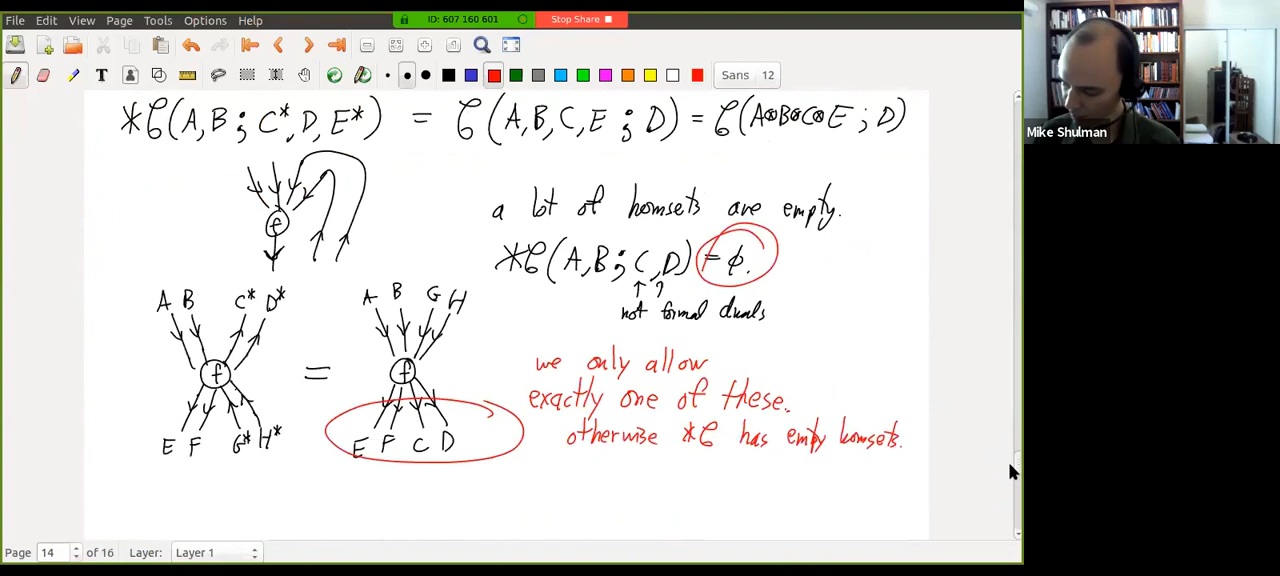 File Edit View Page Tools Options Help
ID: 607 160 601
Stop Share
Sans 12
Mike Shulman
*𝒞(A, B ; C*, D, E*) = 𝒞(A, B, C, E ; D) = 𝒞(A⊗B⊗C⊗E ; D)
f
a lot of homsets are empty.
*𝒞(A, B ; C, D) = ϕ.
↑ ↑
not formal duals
A B C* D*
f
E F G* H*
=
A B G H
f
E F C D
we only allow
exactly one of these.
otherwise *𝒞 has empty homsets.
Page 14 of 16 Layer: Layer 1